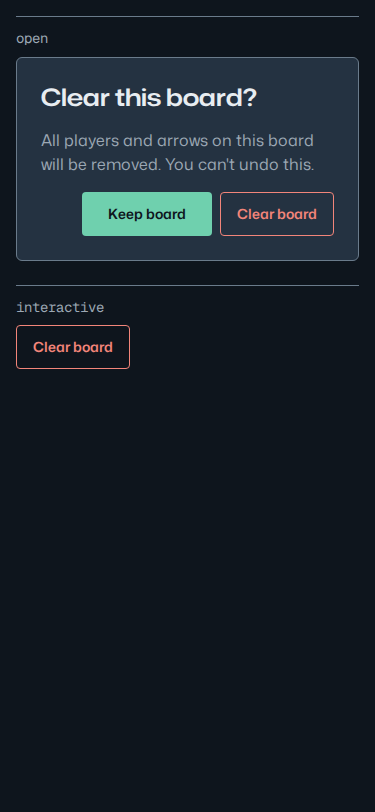 open
Clear this board?
All players and arrows on this board
will be removed. You can't undo this.
Keep board
Clear board
interactive
Clear board